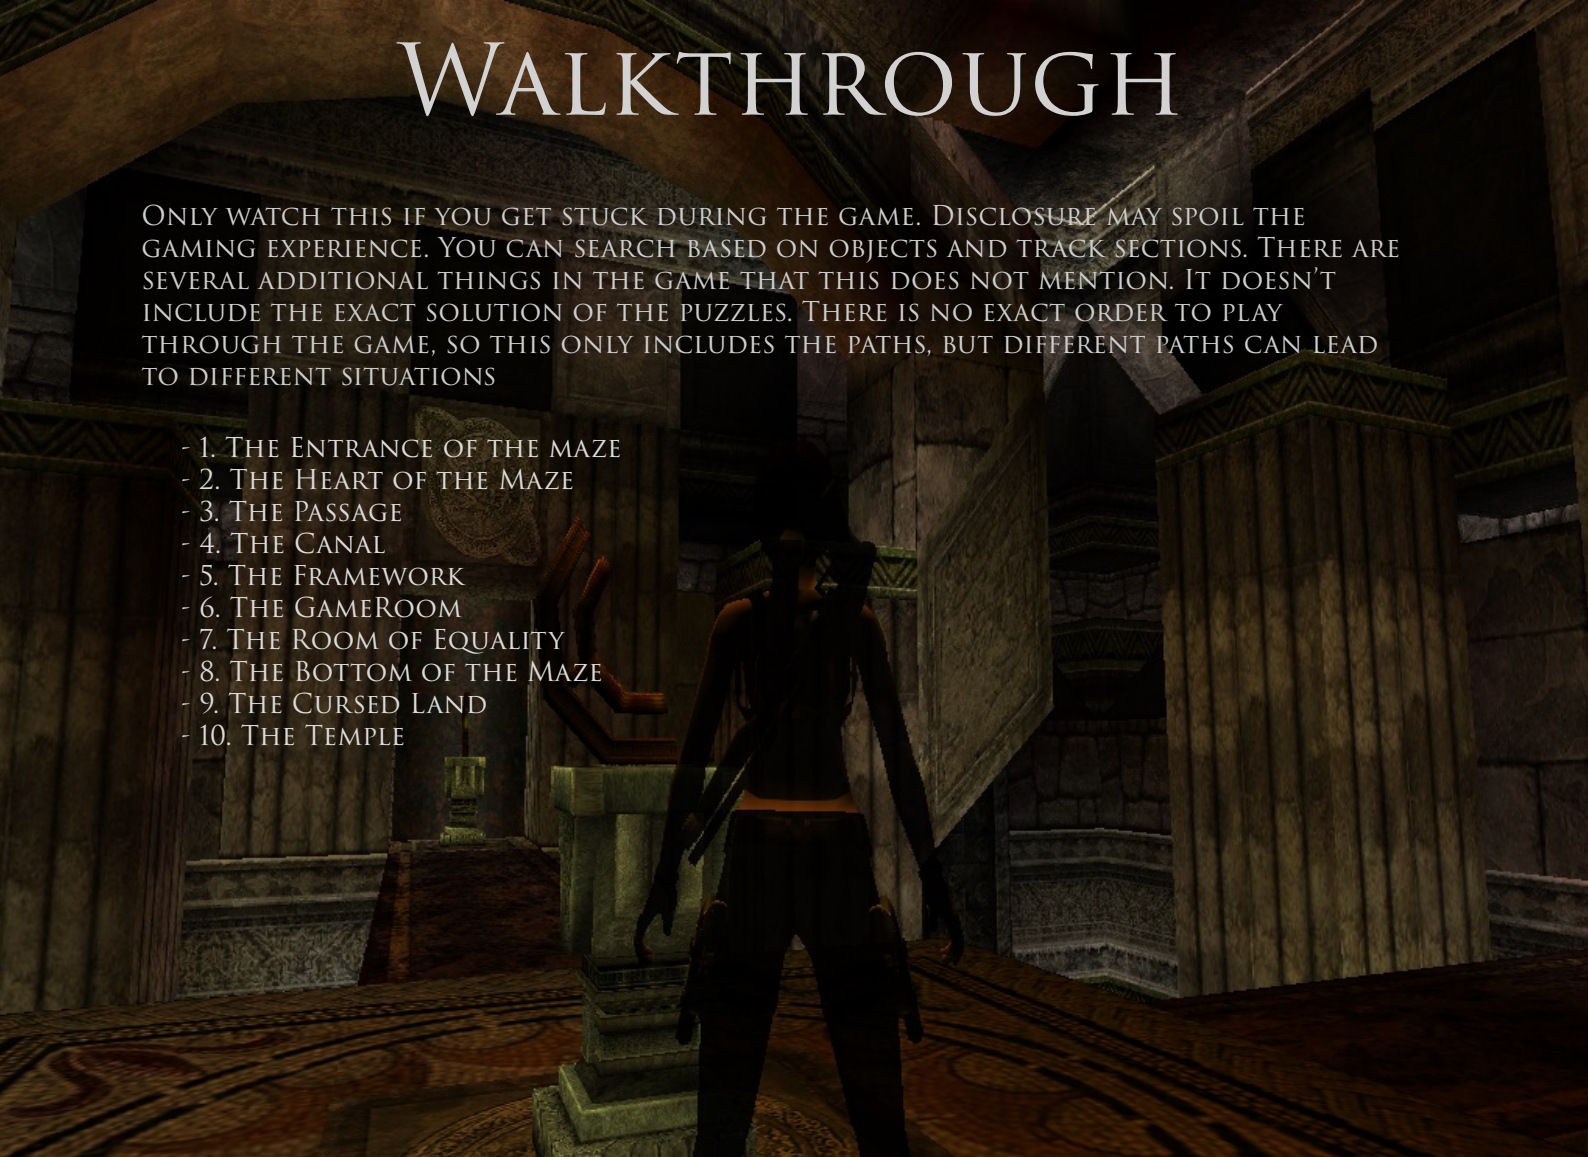 Walkthrough
Only watch this if you get stuck during the game. Disclosure may spoil the
gaming experience. You can search based on objects and track sections. There are
several additional things in the game that this does not mention. It doesn't
include the exact solution of the puzzles. There is no exact order to play
through the game, so this only includes the paths, but different paths can lead
to different situations
- 1. The Entrance of the maze
- 2. The Heart of the Maze
- 3. The Passage
- 4. The Canal
- 5. The Framework
- 6. The GameRoom
- 7. The Room of Equality
- 8. The Bottom of the Maze
- 9. The Cursed Land
- 10. The Temple